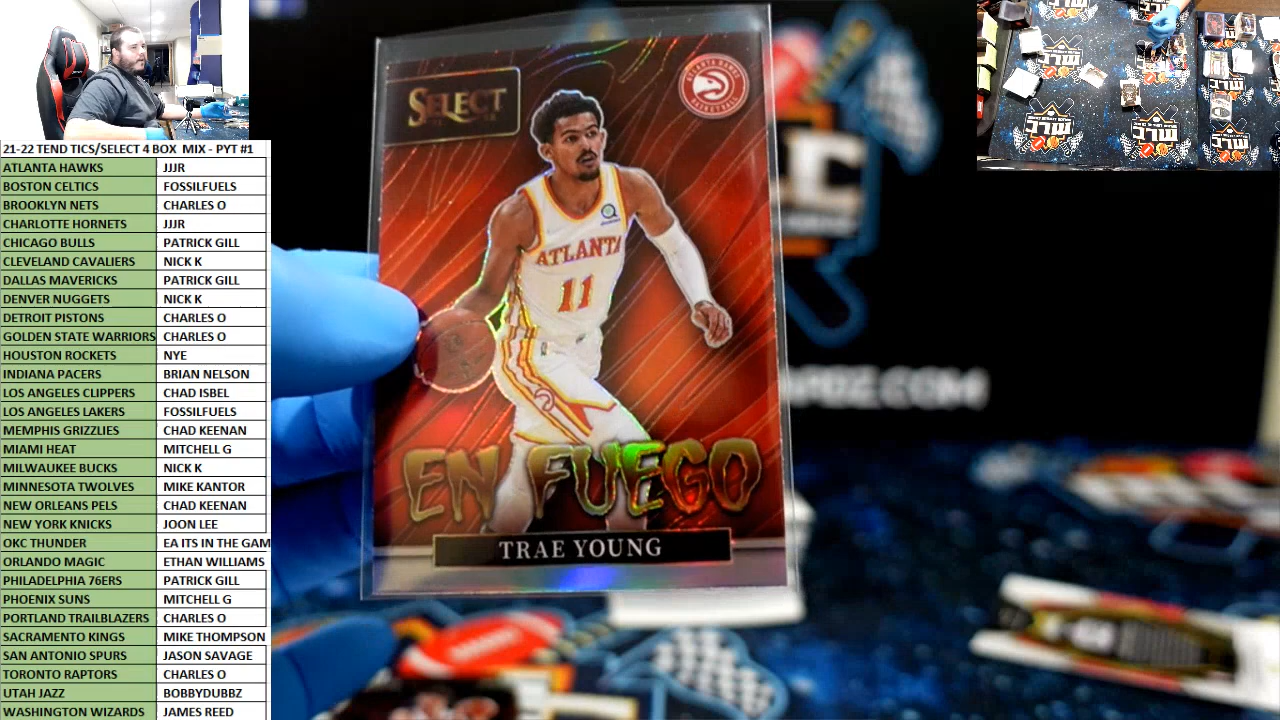 21-22 TEND TICS/SELECT 4 BOX MIX - PYT #1
ATLANTA HAWKS JJJR
BOSTON CELTICS FOSSILFUELS
BROOKLYN NETS CHARLES O
CHARLOTTE HORNETS JJJR
CHICAGO BULLS PATRICK GILL
CLEVELAND CAVALIERS NICK K
DALLAS MAVERICKS PATRICK GILL
DENVER NUGGETS NICK K
DETROIT PISTONS CHARLES O
GOLDEN STATE WARRIORS CHARLES O
HOUSTON ROCKETS NYE
INDIANA PACERS BRIAN NELSON
LOS ANGELES CLIPPERS CHAD ISBEL
LOS ANGELES LAKERS FOSSILFUELS
MEMPHIS GRIZZLIES CHAD KEENAN
MIAMI HEAT MITCHELL G
MILWAUKEE BUCKS NICK K
MINNESOTA TWOLVES MIKE KANTOR
NEW ORLEANS PELS CHAD KEENAN
NEW YORK KNICKS JOON LEE
OKC THUNDER EA ITS IN THE GAM
ORLANDO MAGIC ETHAN WILLIAMS
PHILADELPHIA 76ERS PATRICK GILL
PHOENIX SUNS MITCHELL G
PORTLAND TRAILBLAZERS CHARLES O
SACRAMENTO KINGS MIKE THOMPSON
SAN ANTONIO SPURS JASON SAVAGE
TORONTO RAPTORS CHARLES O
UTAH JAZZ BOBBYDUBBZ
WASHINGTON WIZARDS JAMES REED
SELECT
ATLANTA HAWKS
BASKETBALL
ATLANTA
11
EN FUEGO
TRAE YOUNG